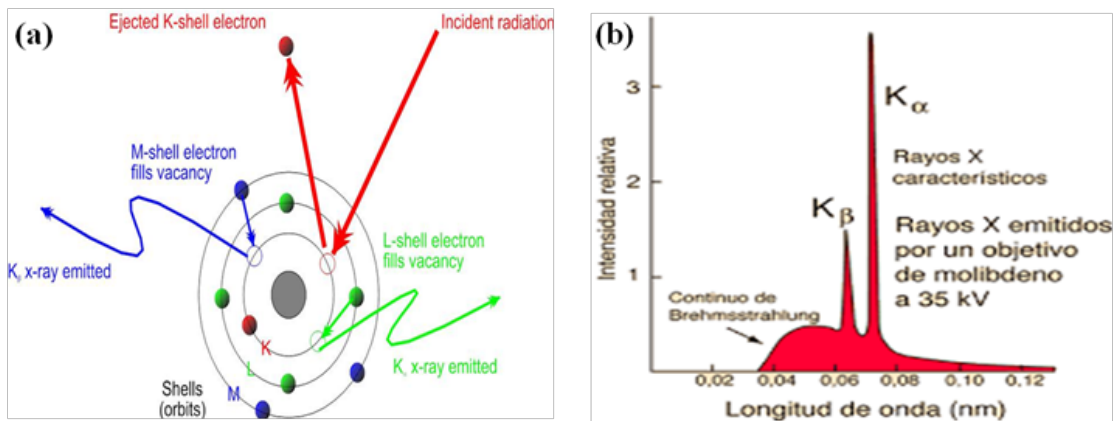 (a)
Ejected K-shell electron
Incident radiation
M-shell electron
fills vacancy
L-shell electron
fills vacancy
x-ray emitted
K
L
M
x-ray emitted
Shells
(orbits)
(b)
Intensidad relativa
3
2
1
Kα
Kβ
Rayos X
característicos
Rayos X emitidos
por un objetivo
de molibdeno
a 35 kV
Continuo de
Brehmsstrahlung
0,02 0,04 0,06 0,08 0,10 0,12
Longitud de onda (nm)